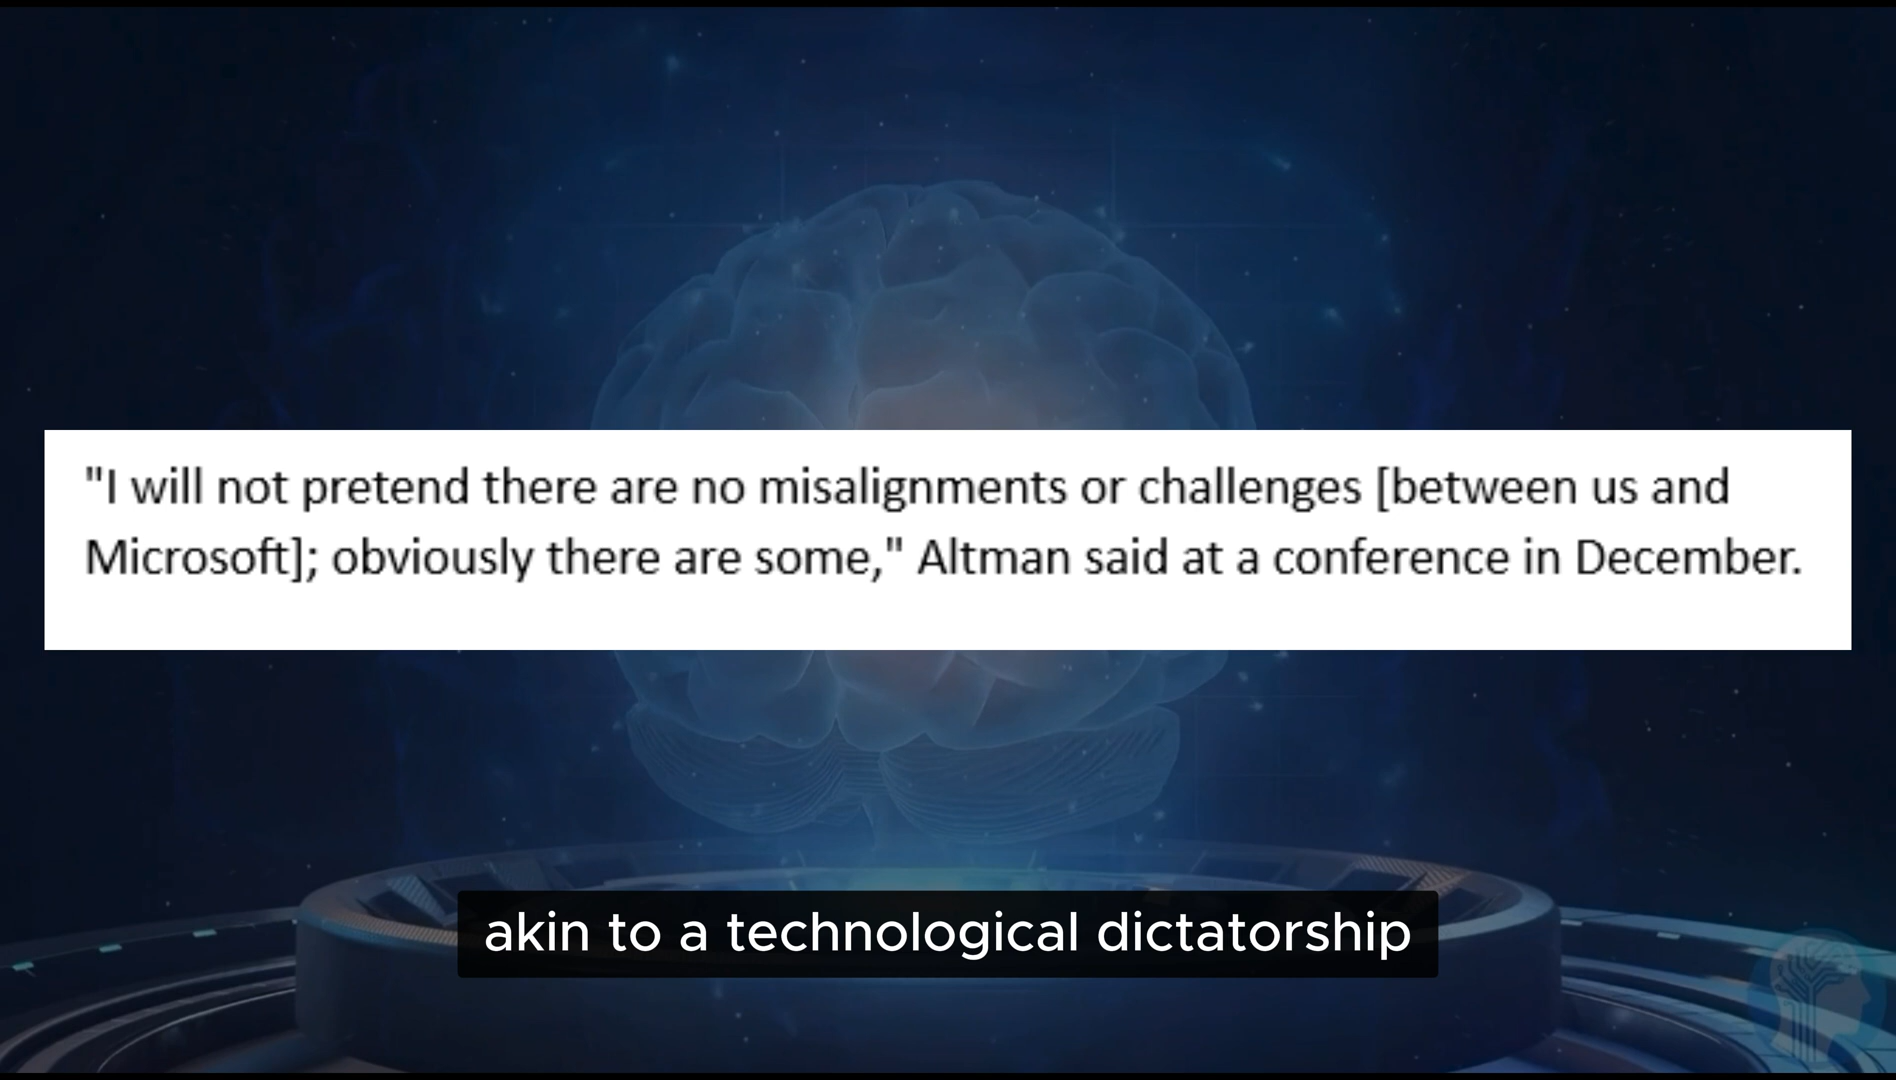 "I will not pretend there are no misalignments or challenges [between us and
Microsoft]; obviously there are some," Altman said at a conference in December.
akin to a technological dictatorship